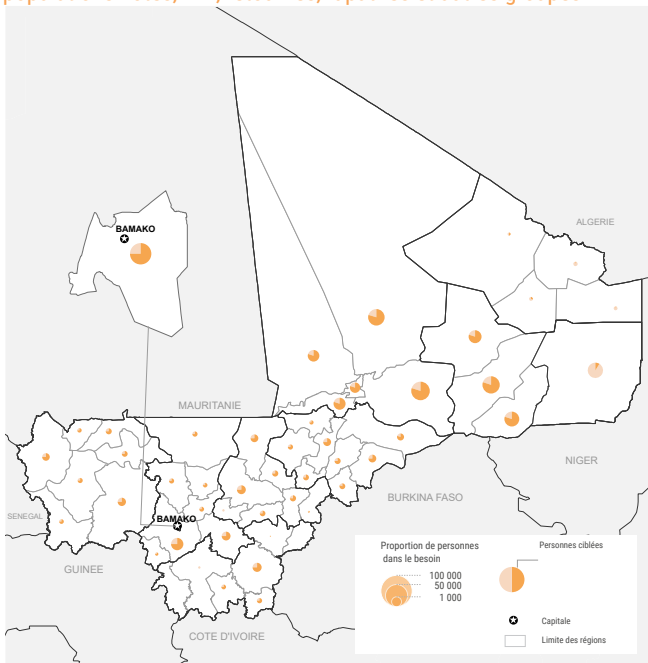 BAMAKO
ALGERIE
MAURITANIE
NIGER
BURKINA FASO
SENEGAL
BAMAKO
GUINEE
COTE D'IVOIRE
Proportion de personnes
dans le besoin
100 000
50 000
1 000
Personnes ciblées
Capitale
Limite des régions